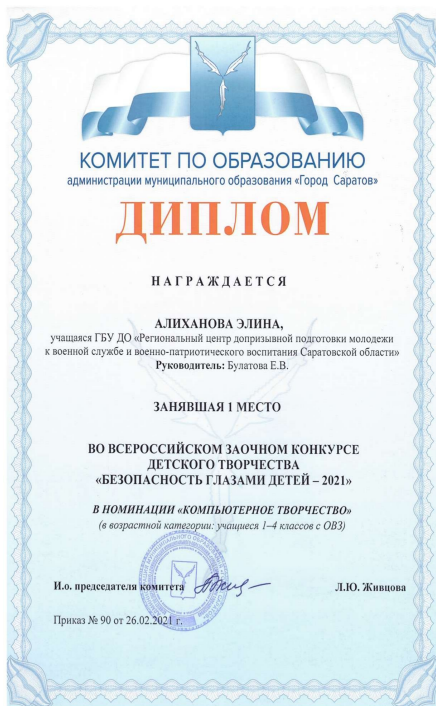 КОМИТЕТ ПО ОБРАЗОВАНИЮ
администрации муниципального образования «Город Саратов»
ДИПЛОМ
НАГРАЖДАЕТСЯ
АЛИХАНОВА ЭЛИНА,
учащаяся ГБУ ДО «Региональный центр допризывной подготовки молодежи
к военной службе и военно-патриотического воспитания Саратовской области»
Руководитель: Булатова Е.В.
ЗАНЯВШАЯ 1 МЕСТО
ВО ВСЕРОССИЙСКОМ ЗАОЧНОМ КОНКУРСЕ
ДЕТСКОГО ТВОРЧЕСТВА
«БЕЗОПАСНОСТЬ ГЛАЗАМИ ДЕТЕЙ – 2021»
В НОМИНАЦИИ «КОМПЬЮТЕРНОЕ ТВОРЧЕСТВО»
(в возрастной категории: учащиеся 1–4 классов с ОВЗ)
И.о. председателя комитета Л.Ю. Живцова
Приказ № 90 от 26.02.2021 г.